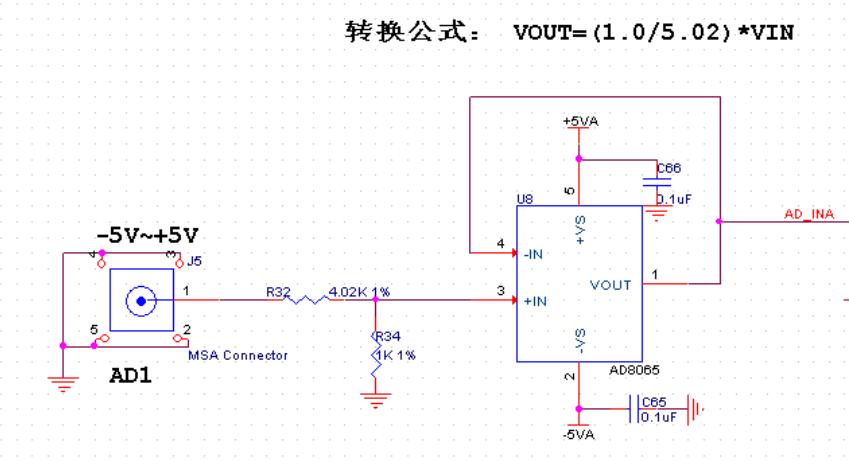 转换公式： VOUT=(1.0/5.02)*VIN
+5VA
C66
0.1uF
5
U8
+VS
AD_INA
-5V~+5V
4
3
J5
4
-IN
VOUT
1
1
R32
4.02K 1%
3
+IN
5
2
R34
1K 1%
-VS
MSA Connector
AD1
AD8065
2
C65
0.1uF
-5VA